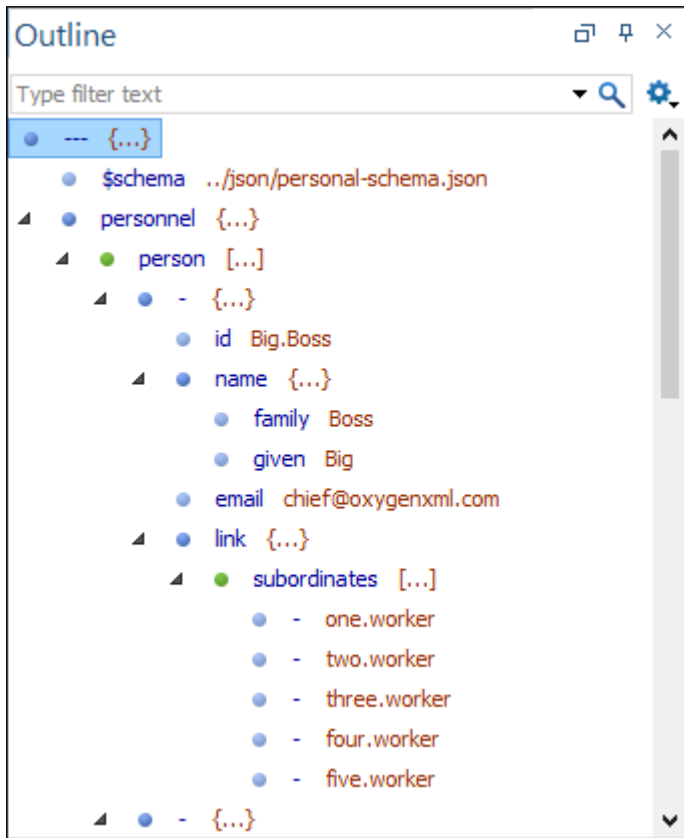 Outline
Type filter text
--- {...}
$schema ../json/personal-schema.json
personnel {...}
person [...]
- {...}
id Big.Boss
name {...}
family Boss
given Big
email chief@oxygenxml.com
link {...}
subordinates [...]
- one.worker
- two.worker
- three.worker
- four.worker
- five.worker
- {...}